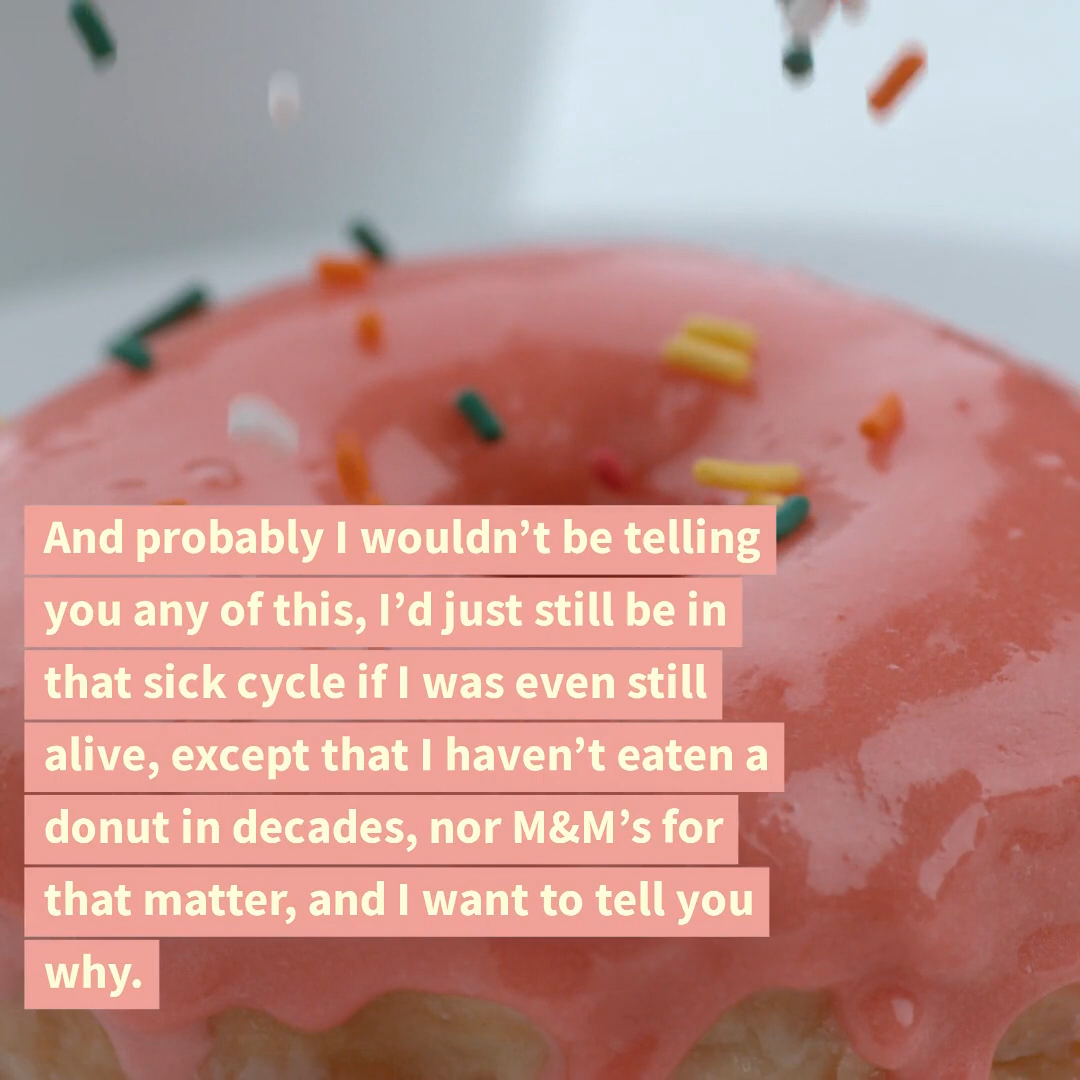 And probably I wouldn’t be telling
you any of this, I’d just still be in
that sick cycle if I was even still
alive, except that I haven’t eaten a
donut in decades, nor M&M’s for
that matter, and I want to tell you
why.